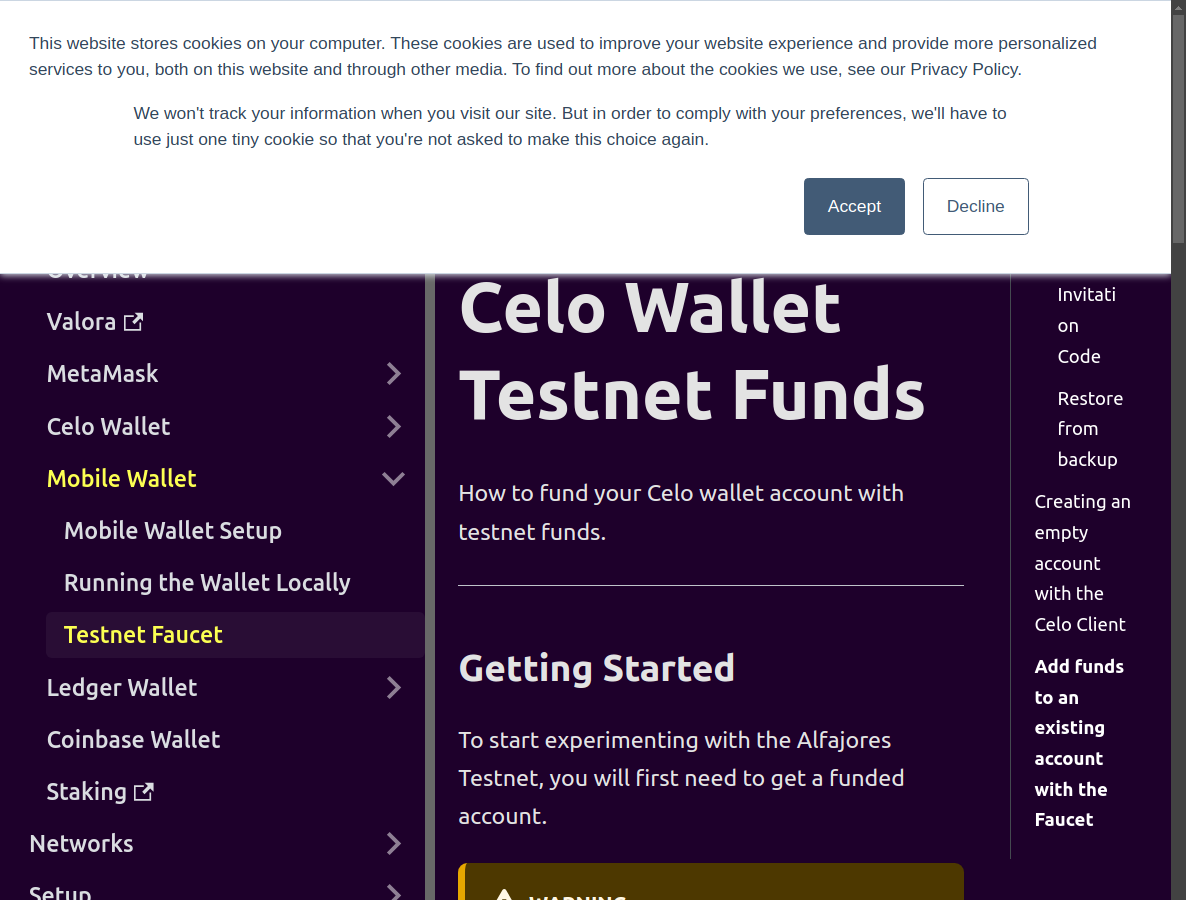 This website stores cookies on your computer. These cookies are used to improve your website experience and provide more personalized
services to you, both on this website and through other media. To find out more about the cookies we use, see our Privacy Policy.
We won't track your information when you visit our site. But in order to comply with your preferences, we'll have to
use just one tiny cookie so that you're not asked to make this choice again.
Accept
Decline
Overview
Valora
MetaMask
Celo Wallet
Mobile Wallet
Mobile Wallet Setup
Running the Wallet Locally
Testnet Faucet
Ledger Wallet
Coinbase Wallet
Staking
Networks
Setup
Celo Wallet
Testnet Funds
How to fund your Celo wallet account with
testnet funds.
Getting Started
To start experimenting with the Alfajores
Testnet, you will first need to get a funded
account.
WARNING
Invitati
on
Code
Restore
from
backup
Creating an
empty
account
with the
Celo Client
Add funds
to an
existing
account
with the
Faucet